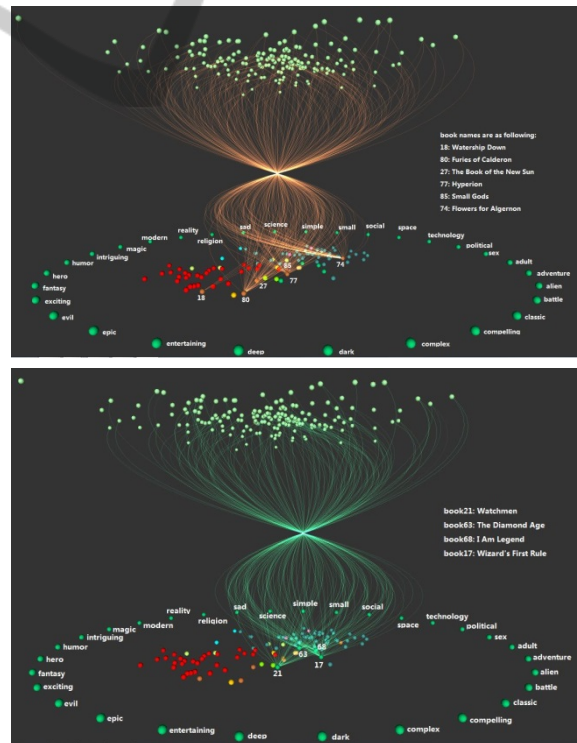 book names are as following:
18: Watership Down
80: Furies of Calderon
27: The Book of the New Sun
77: Hyperion
85: Small Gods
74: Flowers for Algernon
sad
science
simple
small
social
space
reality
religion
modern
technology
magic
political
intriguing
sex
humor
adult
hero
adventure
fantasy
alien
exciting
battle
evil
classic
epic
compelling
entertaining
complex
deep
dark
85
74
27
77
18
80
book21: Watchmen
book63: The Diamond Age
book68: I Am Legend
book17: Wizard's First Rule
reality
sad
simple
small
social
religion
science
space
technology
modern
political
magic
intriguing
sex
humor
adult
hero
adventure
fantasy
alien
exciting
battle
evil
classic
epic
compelling
entertaining
complex
deep
dark
68
63
17
21